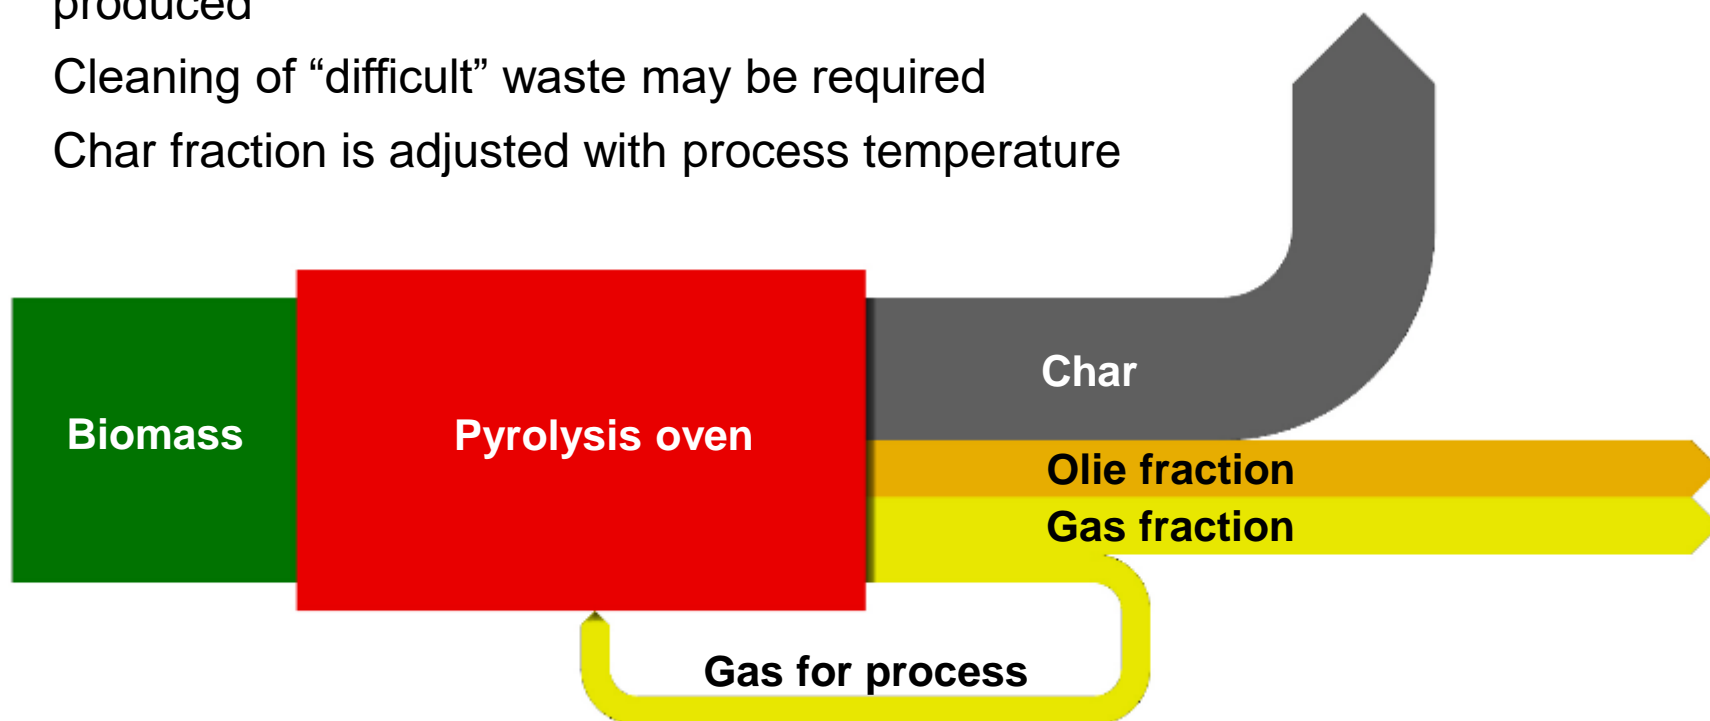 produced
Cleaning of “difficult” waste may be required
Char fraction is adjusted with process temperature
Char
Biomass
Pyrolysis oven
Olie fraction
Gas fraction
Gas for process